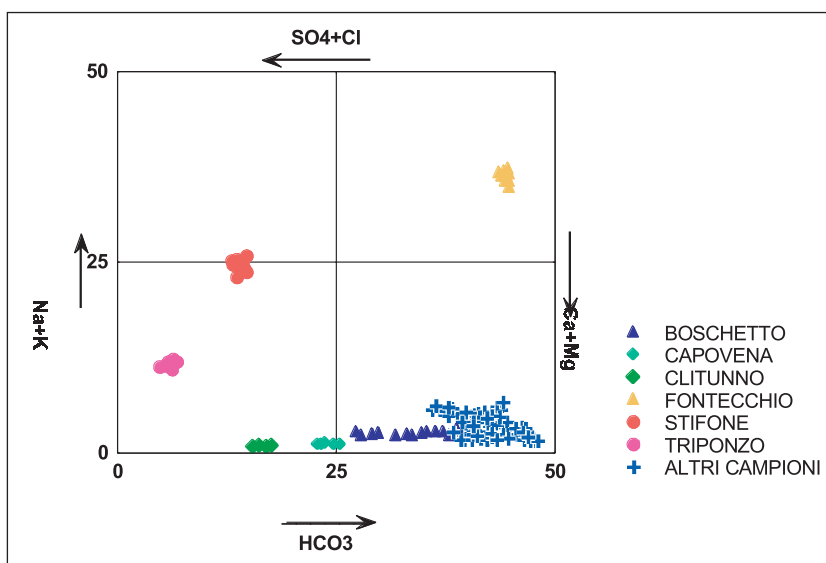 SO4+Cl
50
25
0
Na+K
Ca+Mg
0
25
50
HCO3
BOSCHETTO
CAPOVENA
CLITUNNO
FONTECCHIO
STIFONE
TRIPONZO
ALTRI CAMPIONI